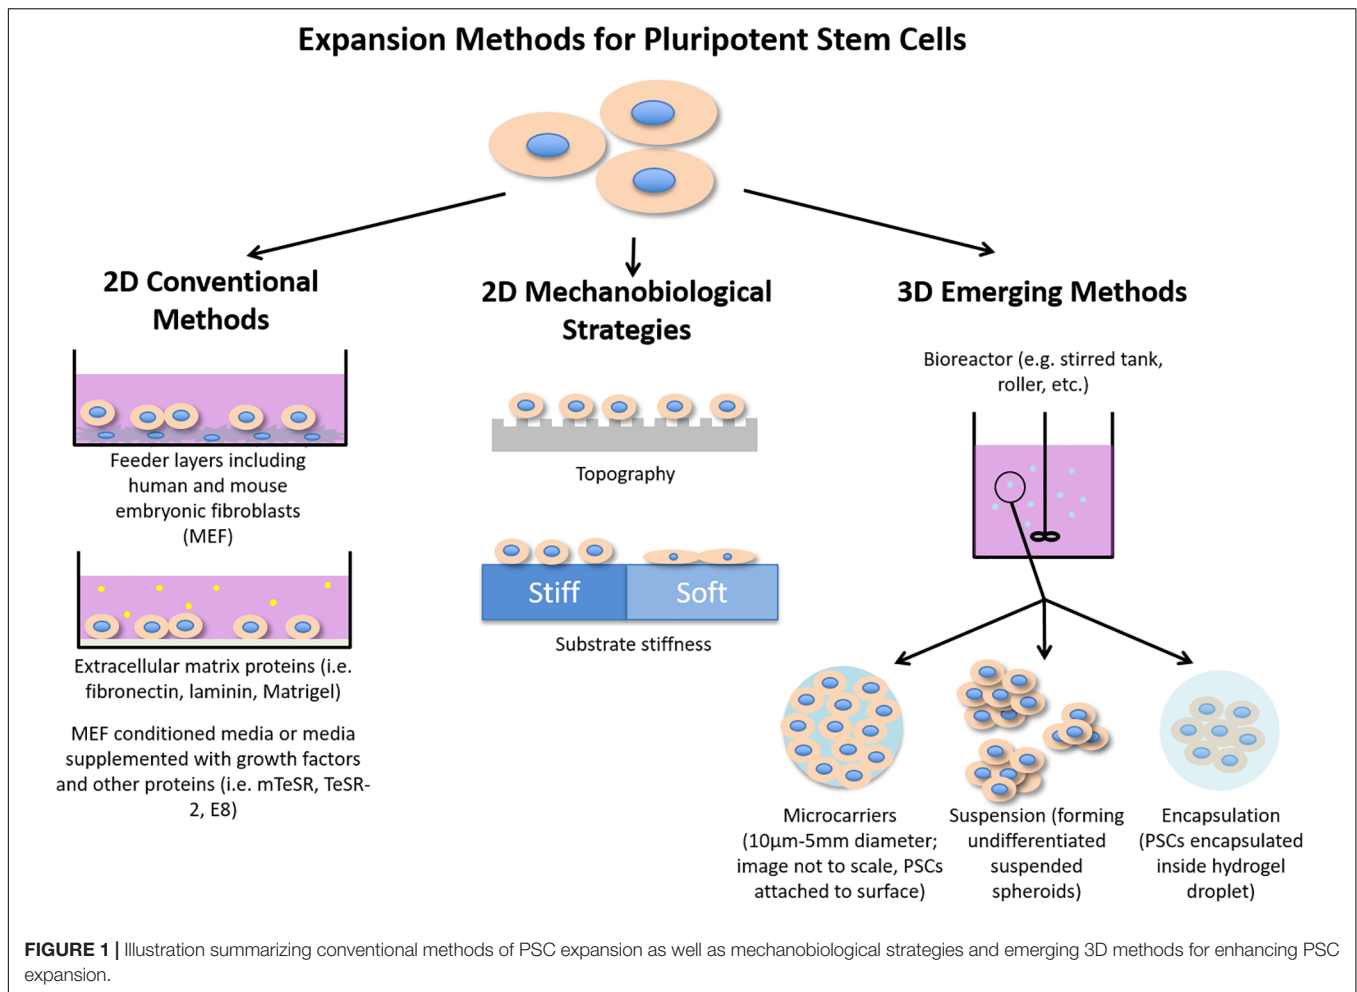 Expansion Methods for Pluripotent Stem Cells
2D Conventional
Methods
Feeder layers including
human and mouse
embryonic fibroblasts
(MEF)
Extracellular matrix proteins (i.e.
fibronectin, laminin, Matrigel)
MEF conditioned media or media
supplemented with growth factors
and other proteins (i.e. mTeSR, TeSR-
2, E8)
2D Mechanobiological
Strategies
Topography
Stiff
Soft
Substrate stiffness
3D Emerging Methods
Bioreactor (e.g. stirred tank,
roller, etc.)
Microcarriers
(10µm-5mm diameter;
image not to scale, PSCs
attached to surface)
Suspension (forming
undifferentiated
suspended
spheroids)
Encapsulation
(PSCs encapsulated
inside hydrogel
droplet)
FIGURE 1 | Illustration summarizing conventional methods of PSC expansion as well as mechanobiological strategies and emerging 3D methods for enhancing PSC
expansion.